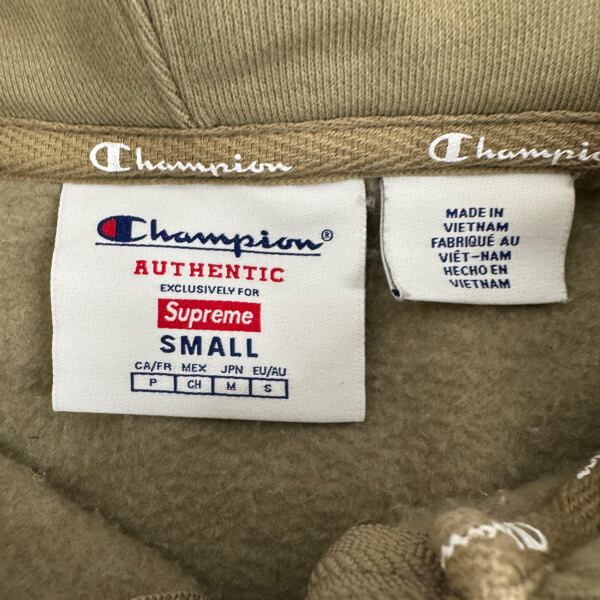 Champion Champion
Champion®
AUTHENTIC
EXCLUSIVELY FOR
Supreme
SMALL
CA/FR MEX JPN EU/AU
P CH M S
MADE IN
VIETNAM
FABRIQUÉ AU
VIÊT-NAM
HECHO EN
VIETNAM